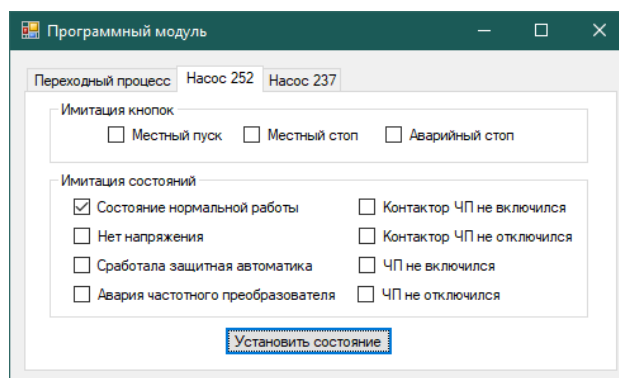 Программный модуль
Переходный процесс Насос 252 Насос 237
Имитация кнопок
Местный пуск Местный стоп Аварийный стоп
Имитация состояний
Состояние нормальной работы Контактор ЧП не включился
Нет напряжения Контактор ЧП не отключился
Сработала защитная автоматика ЧП не включился
Авария частотного преобразователя ЧП не отключился
Установить состояние